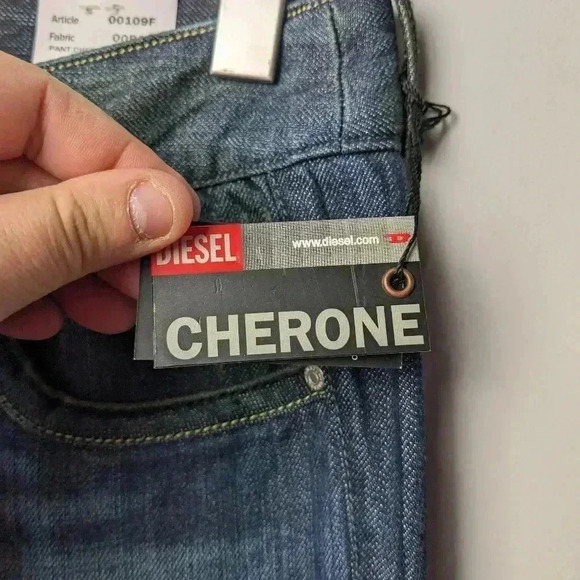 Article 00109F
Fabric
DIESEL
www.diesel.com
CHERONE